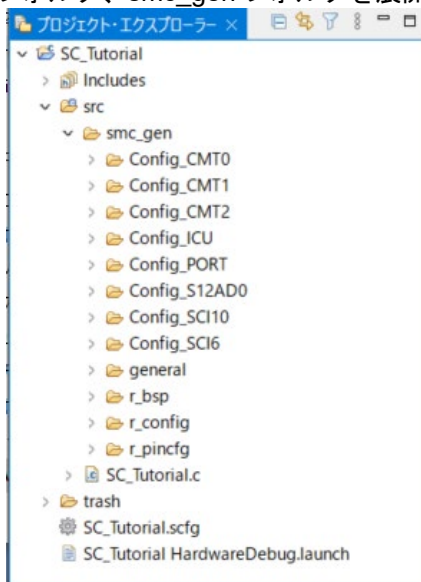 プロジェクト・エクスプローラー
SC_Tutorial
Includes
src
smc_gen
Config_CMT0
Config_CMT1
Config_CMT2
Config_ICU
Config_PORT
Config_S12AD0
Config_SCI10
Config_SCI6
general
r_bsp
r_config
r_pincfg
SC_Tutorial.c
trash
SC_Tutorial.scfg
SC_Tutorial HardwareDebug.launch